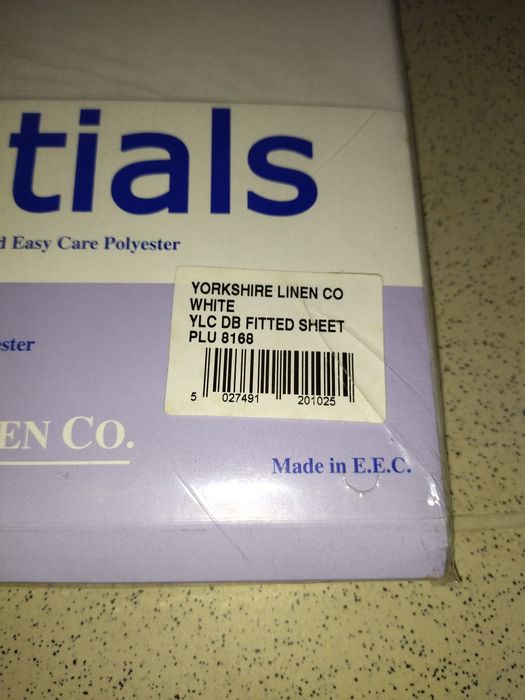 tials
d Easy Care Polyester
YORKSHIRE LINEN CO
WHITE
YLC DB FITTED SHEET
PLU 8168
5 027491 201025
ester
EN CO.
Made in E.E.C.